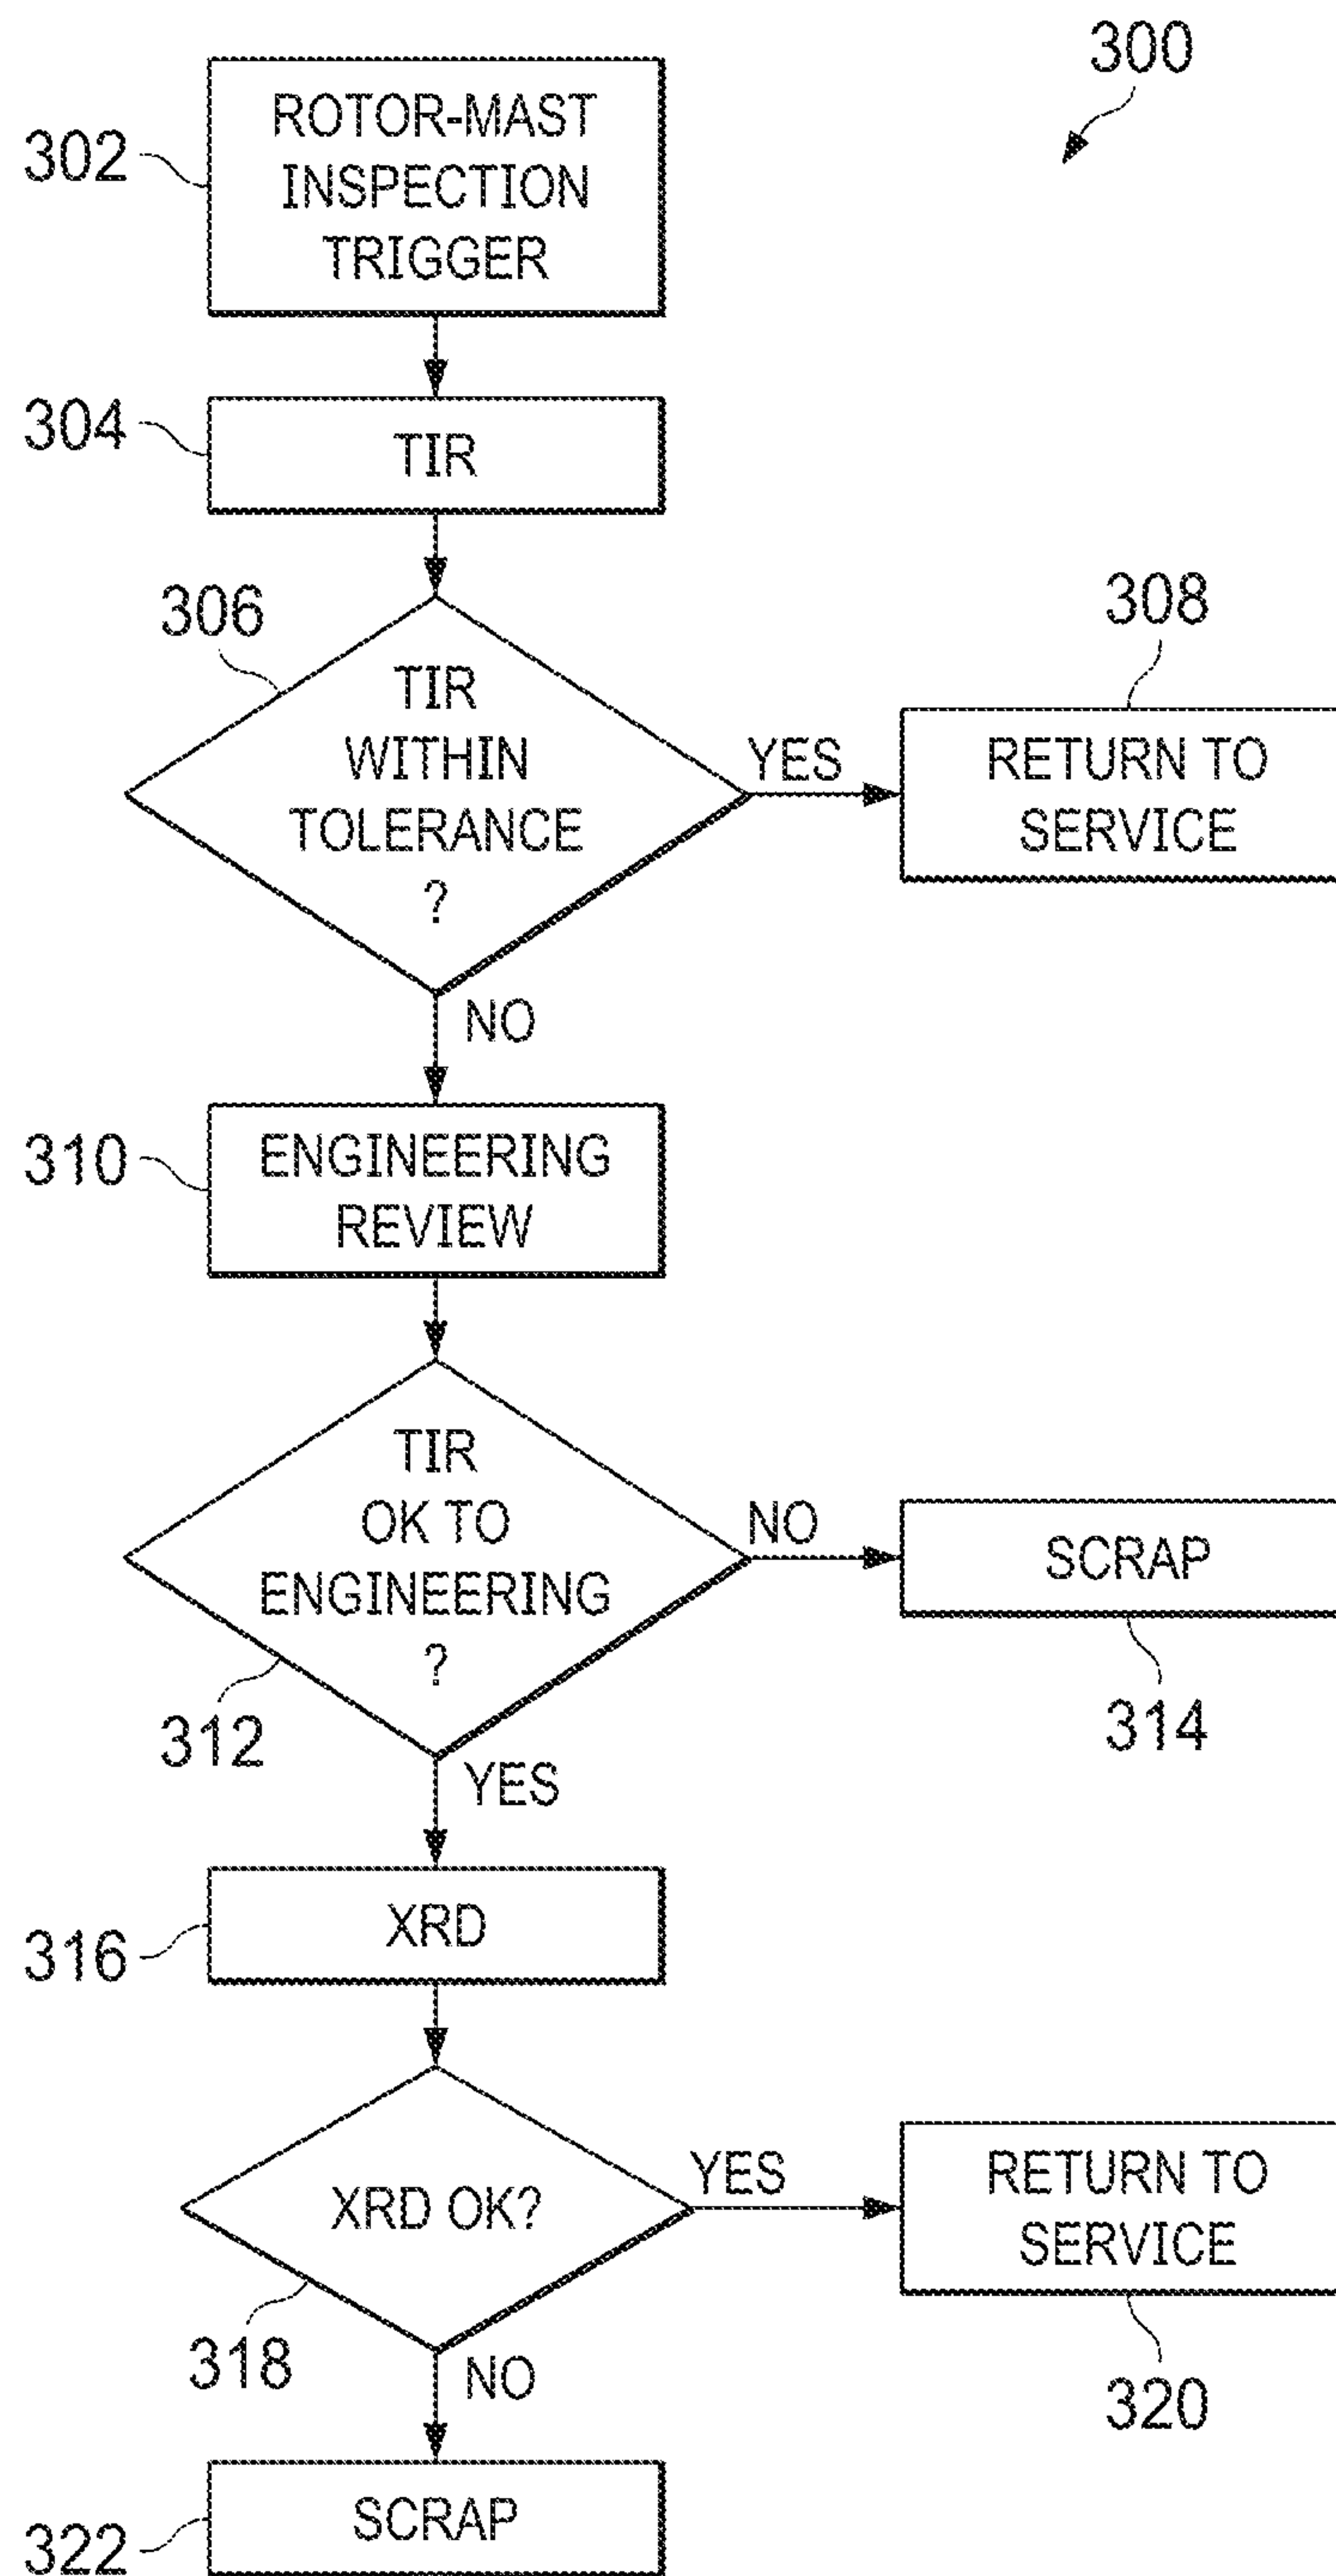 300
302
ROTOR-MAST
INSPECTION
TRIGGER
304
TIR
306
TIR
WITHIN
TOLERANCE
?
YES
308
RETURN TO
SERVICE
NO
310
ENGINEERING
REVIEW
TIR
OK TO
ENGINEERING
?
312
NO
SCRAP
314
YES
316
XRD
XRD OK?
318
YES
RETURN TO
SERVICE
320
NO
322
SCRAP